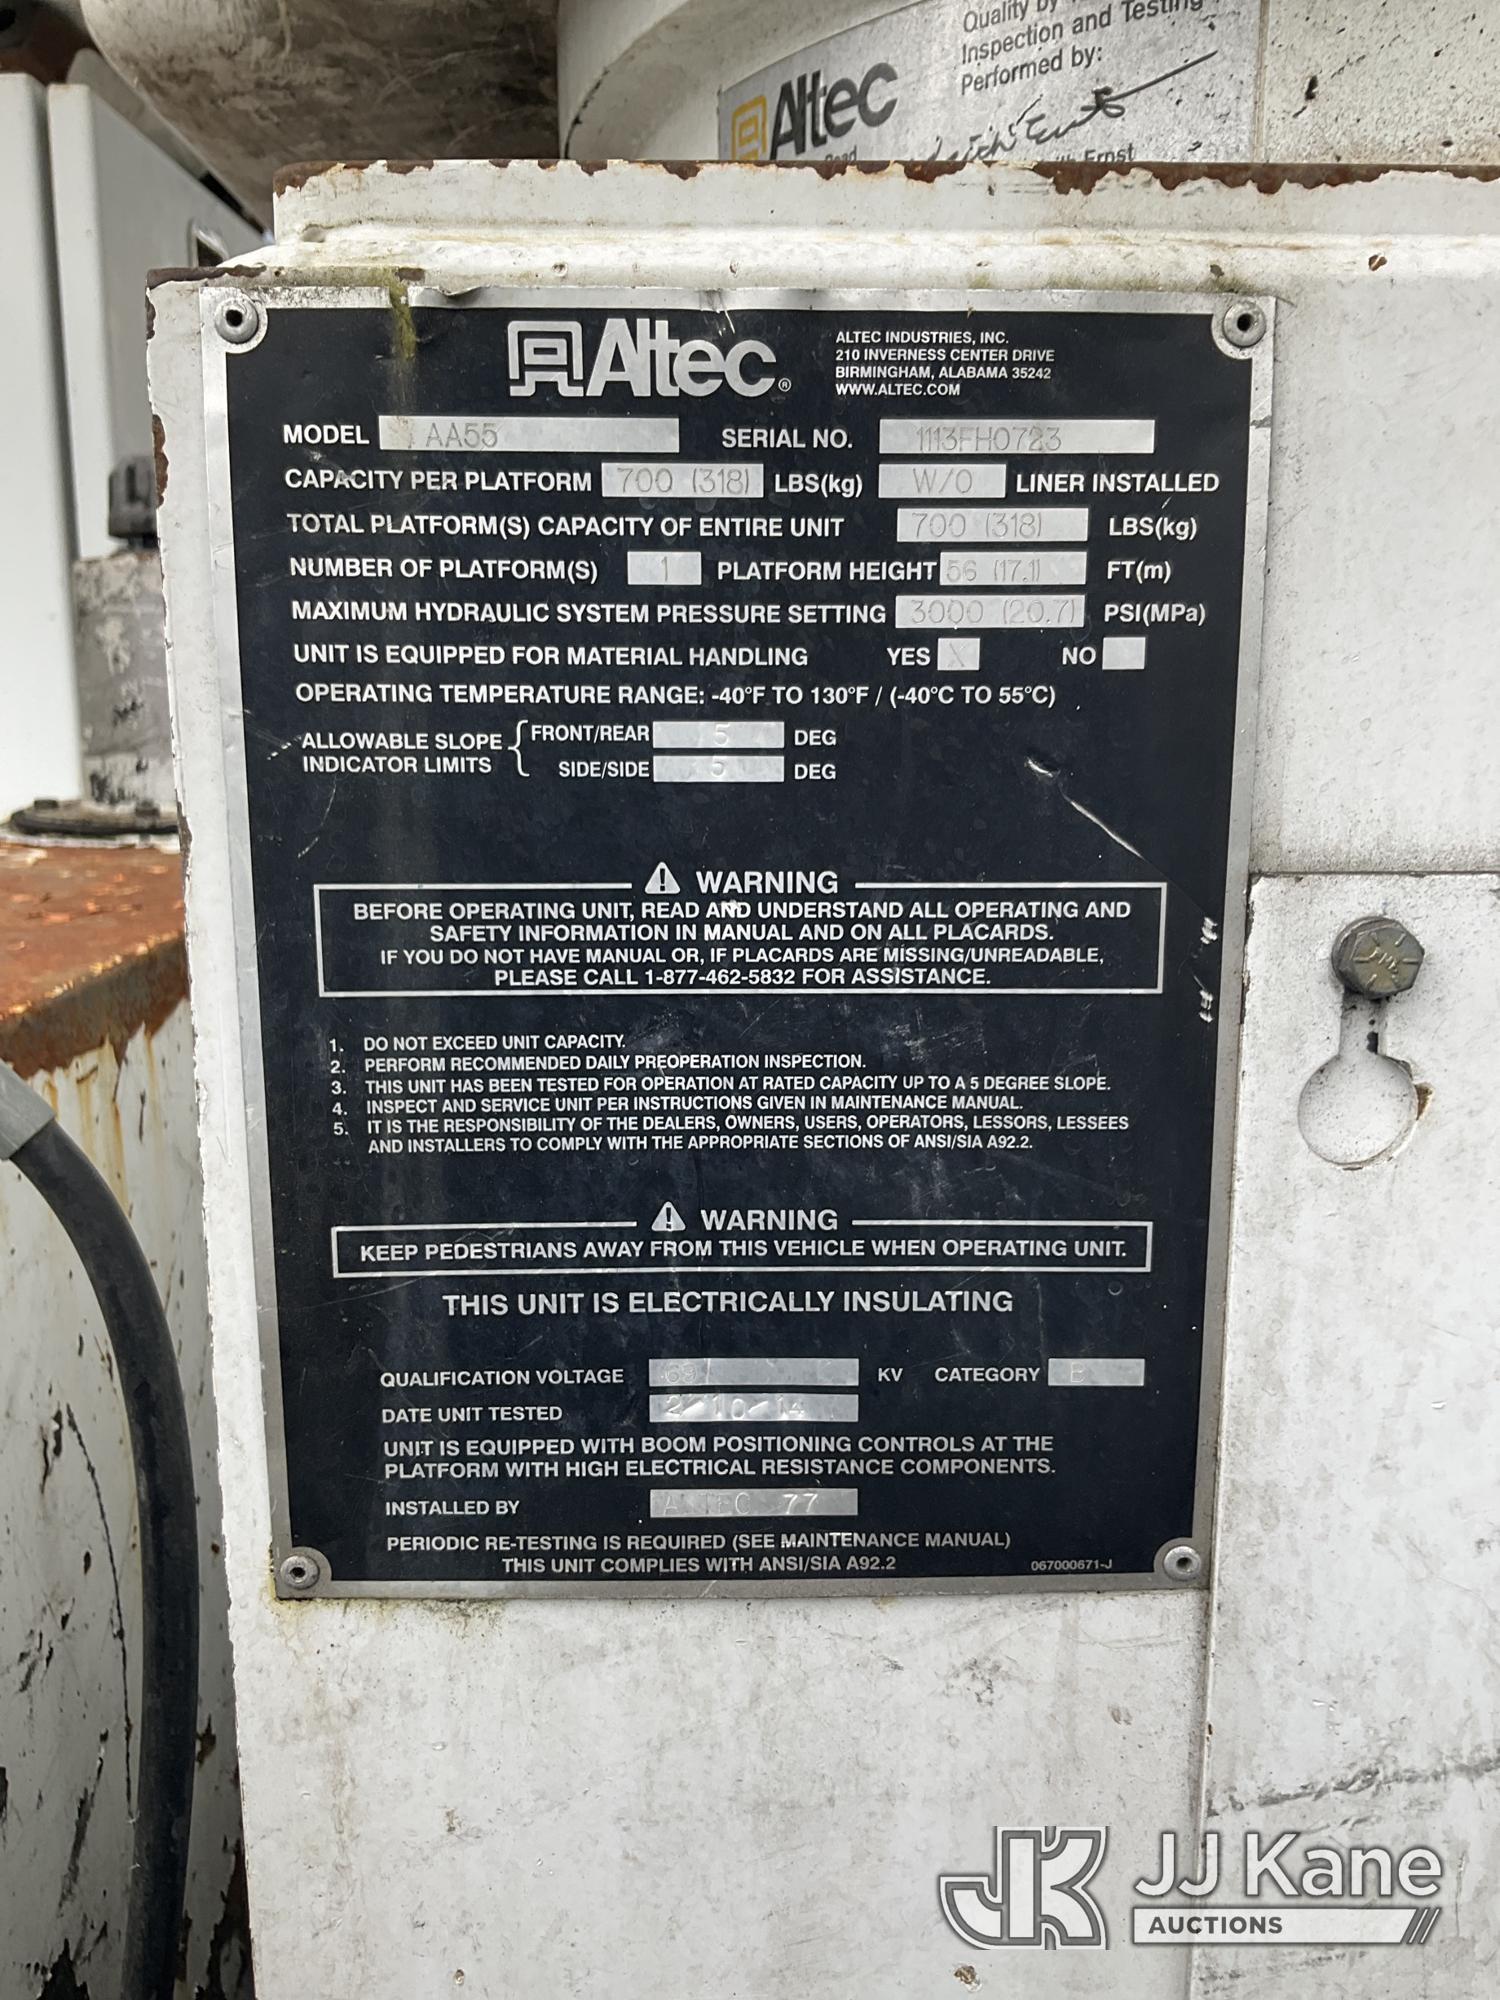 Quality by
Inspection and Testing
Performed by:
Altec
Ernst
Altec®
ALTEC INDUSTRIES, INC.
210 INVERNESS CENTER DRIVE
BIRMINGHAM, ALABAMA 35242
WWW.ALTEC.COM
MODEL AA55 SERIAL NO. 1113FH0723
CAPACITY PER PLATFORM 700 (318) LBS(kg) W/O LINER INSTALLED
TOTAL PLATFORM(S) CAPACITY OF ENTIRE UNIT 700 (318) LBS(kg)
NUMBER OF PLATFORM(S) 1 PLATFORM HEIGHT 56 (17.1) FT(m)
MAXIMUM HYDRAULIC SYSTEM PRESSURE SETTING 3000 (20.7) PSI(MPa)
UNIT IS EQUIPPED FOR MATERIAL HANDLING YES X NO
OPERATING TEMPERATURE RANGE: -40°F TO 130°F / (-40°C TO 55°C)
ALLOWABLE SLOPE INDICATOR LIMITS
FRONT/REAR 5 DEG
SIDE/SIDE 5 DEG
WARNING
BEFORE OPERATING UNIT, READ AND UNDERSTAND ALL OPERATING AND
SAFETY INFORMATION IN MANUAL AND ON ALL PLACARDS.
IF YOU DO NOT HAVE MANUAL OR, IF PLACARDS ARE MISSING/UNREADABLE,
PLEASE CALL 1-877-462-5832 FOR ASSISTANCE.
1. DO NOT EXCEED UNIT CAPACITY.
2. PERFORM RECOMMENDED DAILY PREOPERATION INSPECTION.
3. THIS UNIT HAS BEEN TESTED FOR OPERATION AT RATED CAPACITY UP TO A 5 DEGREE SLOPE.
4. INSPECT AND SERVICE UNIT PER INSTRUCTIONS GIVEN IN MAINTENANCE MANUAL.
5. IT IS THE RESPONSIBILITY OF THE DEALERS, OWNERS, USERS, OPERATORS, LESSORS, LESSEES
AND INSTALLERS TO COMPLY WITH THE APPROPRIATE SECTIONS OF ANSI/SIA A92.2.
WARNING
KEEP PEDESTRIANS AWAY FROM THIS VEHICLE WHEN OPERATING UNIT.
THIS UNIT IS ELECTRICALLY INSULATING
QUALIFICATION VOLTAGE 69 KV CATEGORY B
DATE UNIT TESTED 2/10/14
UNIT IS EQUIPPED WITH BOOM POSITIONING CONTROLS AT THE
PLATFORM WITH HIGH ELECTRICAL RESISTANCE COMPONENTS.
INSTALLED BY ALTEC 77
PERIODIC RE-TESTING IS REQUIRED (SEE MAINTENANCE MANUAL)
THIS UNIT COMPLIES WITH ANSI/SIA A92.2 067000671-J
JK JJ Kane
AUCTIONS